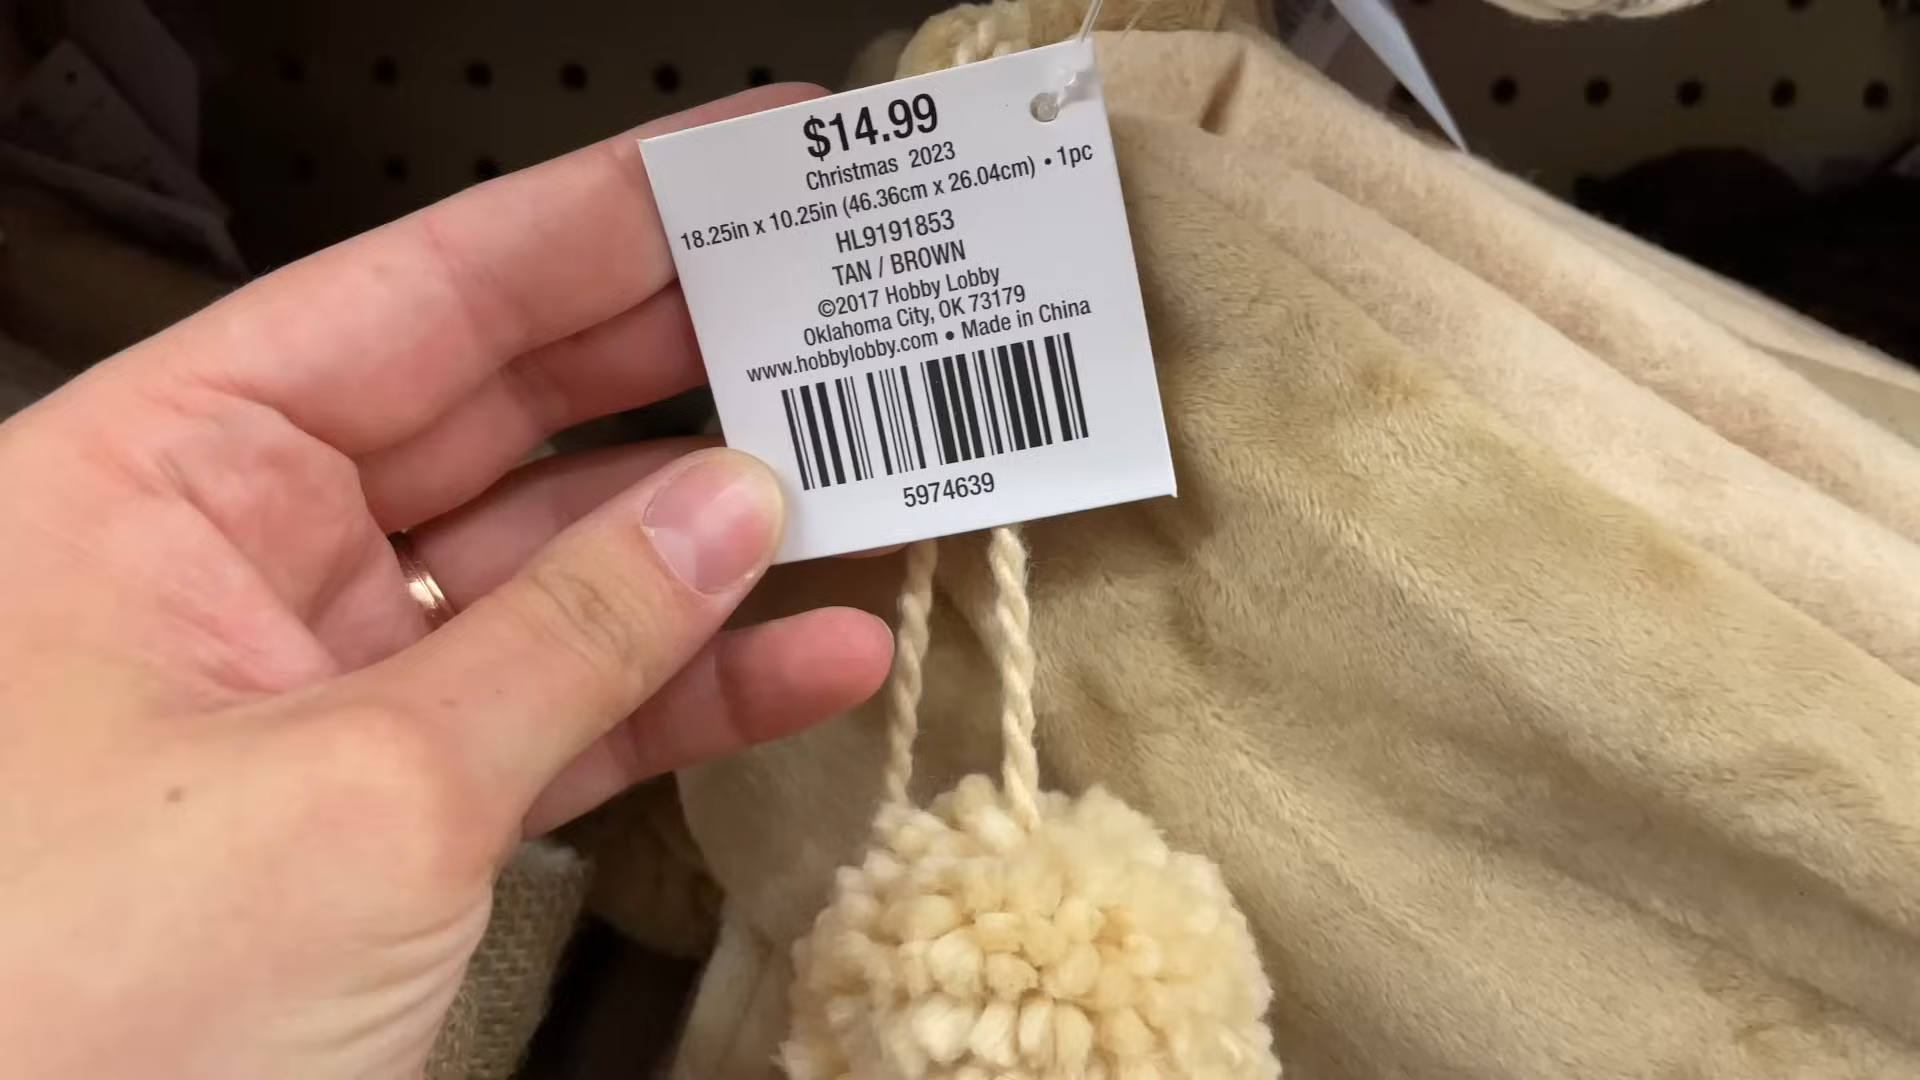 $14.99
Christmas 2023
18.25in x 10.25in (46.36cm x 26.04cm) • 1pc
HL9191853
TAN / BROWN
©2017 Hobby Lobby
Oklahoma City, OK 73179
www.hobbylobby.com • Made in China
5974639